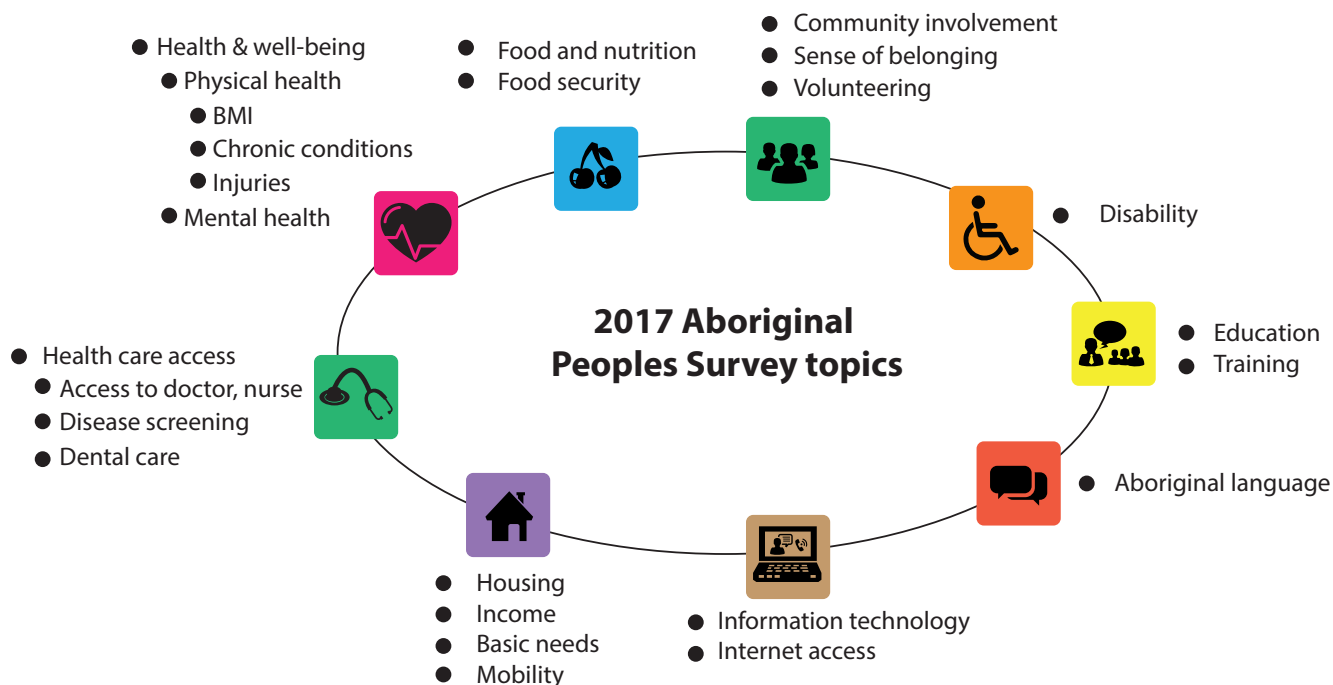 ● Health & well-being
● Physical health
● BMI
● Chronic conditions
● Injuries
● Mental health
● Food and nutrition
● Food security
● Community involvement
● Sense of belonging
● Volunteering
● Disability
2017 Aboriginal
Peoples Survey topics
● Education
● Training
● Health care access
● Access to doctor, nurse
● Disease screening
● Dental care
● Aboriginal language
● Housing
● Income
● Basic needs
● Mobility
● Information technology
● Internet access